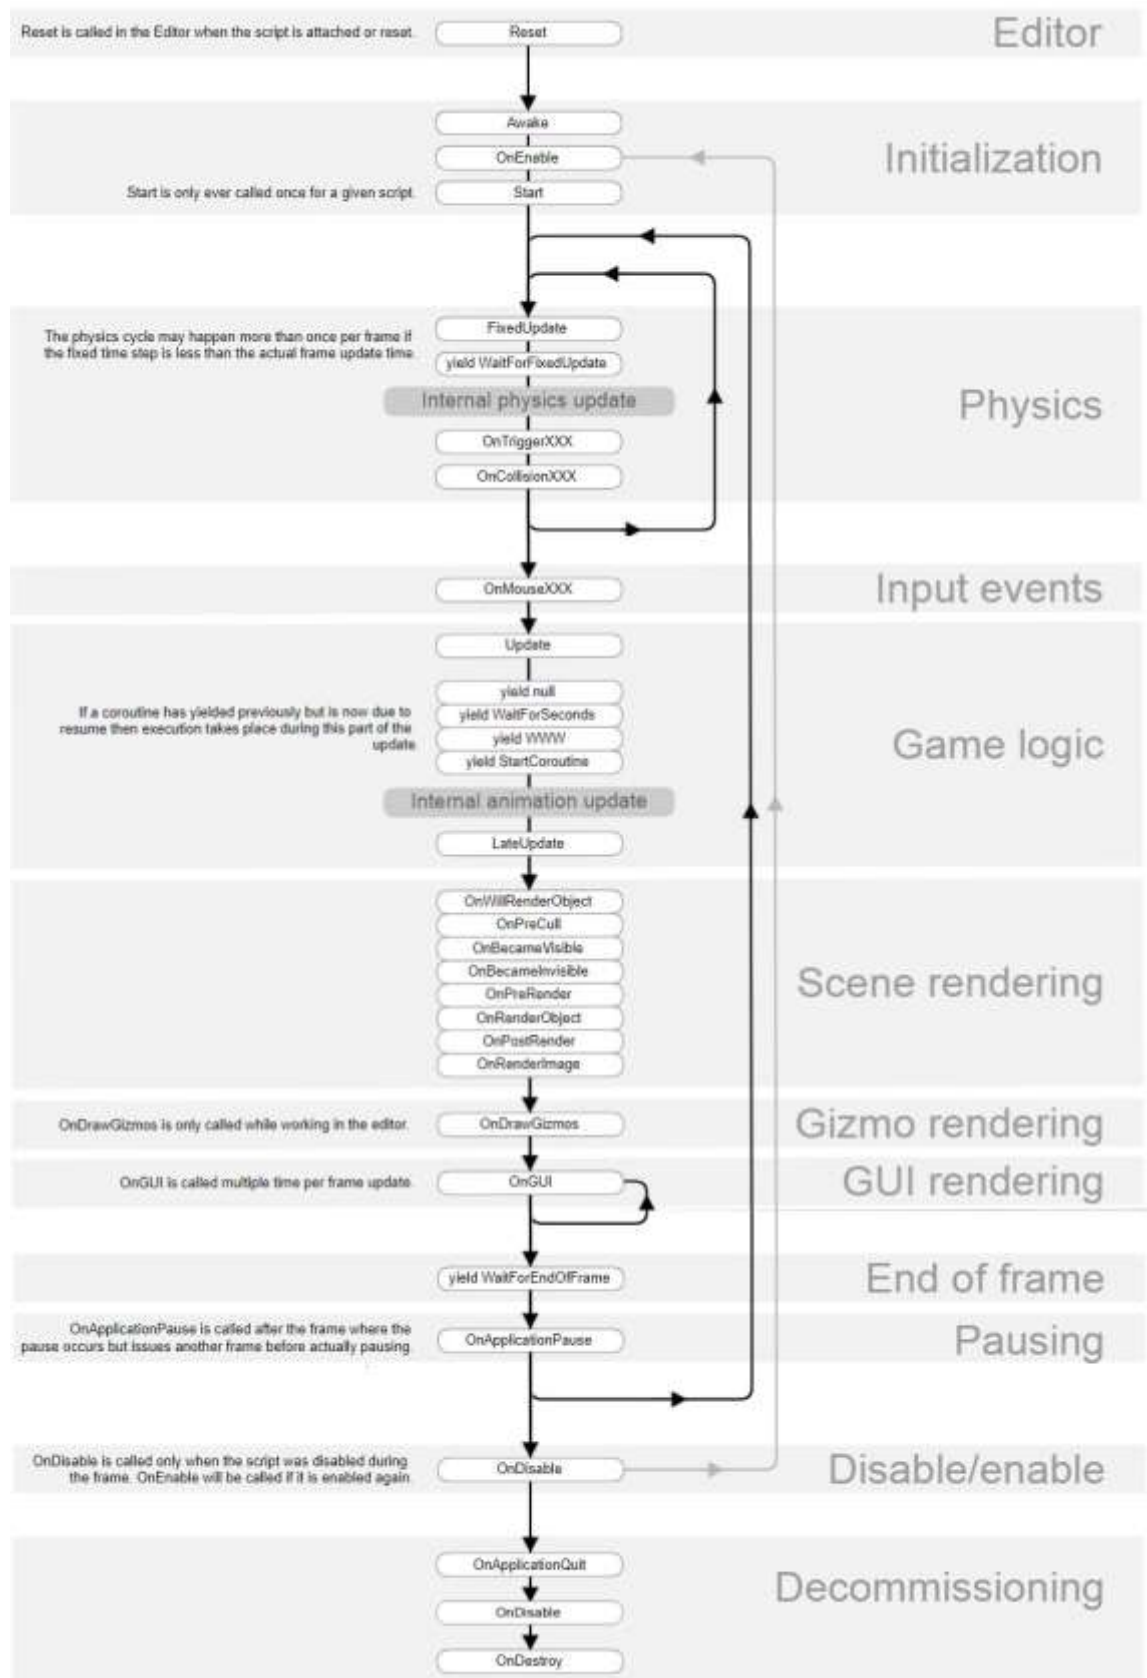 Reset is called in the Editor when the script is attached or reset.
Reset
Editor
Awake
OnEnable
Initialization
Start is only ever called once for a given script.
Start
The physics cycle may happen more than once per frame if
the fixed time step is less than the actual frame update time
FixedUpdate
yield WaitForFixedUpdate
Internal physics update
OnTriggerXXX
OnCollisionXXX
Physics
OnMouseXXX
Input events
Update
yield null
yield WaitForSeconds
yield WWW
yield StartCoroutine
If a coroutine has yielded previously but is now due to
resume then execution takes place during this part of the
update
Game logic
Internal animation update
LateUpdate
OnWillRenderObject
OnPreCull
OnBecameVisible
OnBecameInvisible
OnPreRender
OnRenderObject
OnPostRender
OnRenderImage
Scene rendering
OnDrawGizmos is only called while working in the editor.
OnDrawGizmos
Gizmo rendering
OnGUI is called multiple time per frame update.
OnGUI
GUI rendering
yield WaitForEndOfFrame
End of frame
OnApplicationPause is called after the frame where the
pause occurs but issues another frame before actually pausing.
OnApplicationPause
Pausing
OnDisable is called only when the script was disabled during
the frame. OnEnable will be called if it is enabled again.
OnDisable
Disable/enable
OnApplicationQuit
OnDisable
OnDestroy
Decommissioning